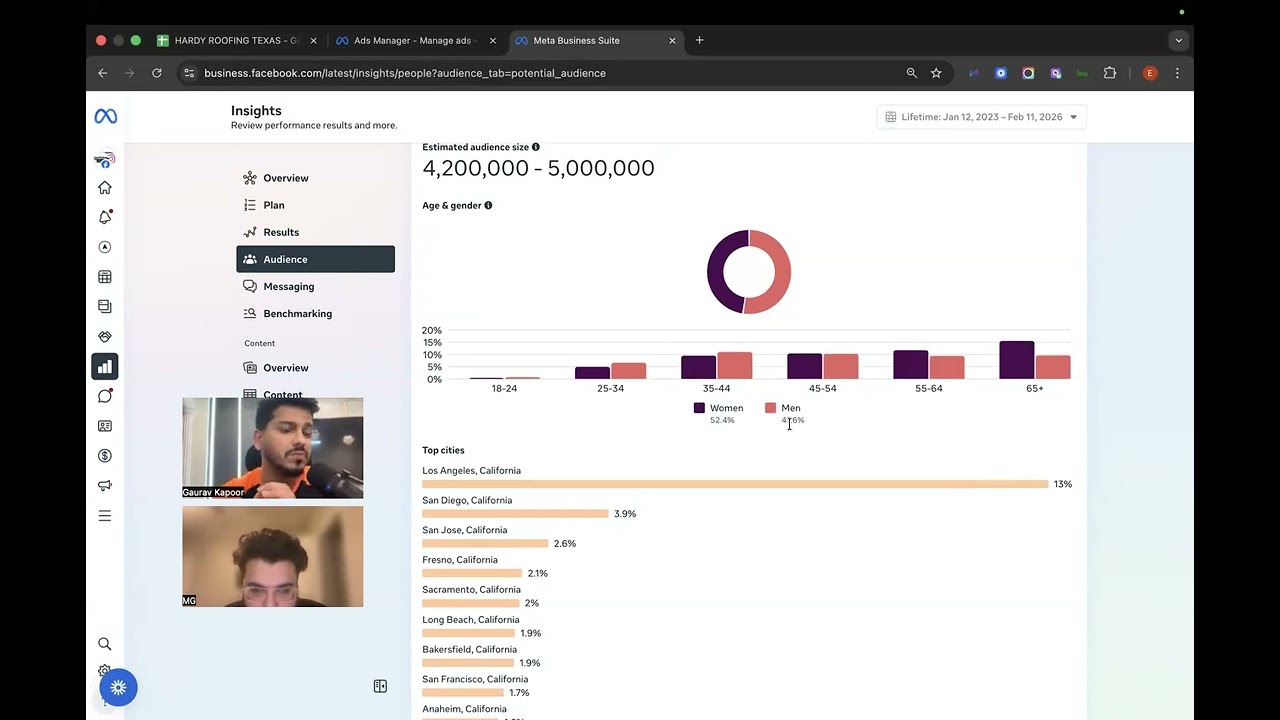 HARDY ROOFING TEXAS - G
Ads Manager - Manage ads -
Meta Business Suite
business.facebook.com/latest/insights/people?audience_tab=potential_audience
E
Insights
Review performance results and more.
Lifetime: Jan 12, 2023 – Feb 11, 2026
Overview
Plan
Results
Audience
Messaging
Benchmarking
Content
Overview
Content
Estimated audience size
4,200,000 - 5,000,000
Age & gender
20%
15%
10%
5%
0%
18-24
25-34
35-44
45-54
55-64
65+
Women
52.4%
Men
Top cities
Los Angeles, California
13%
San Diego, California
3.9%
San Jose, California
2.6%
Fresno, California
2.1%
Sacramento, California
2%
Long Beach, California
1.9%
Bakersfield, California
1.9%
San Francisco, California
1.7%
Anaheim, California
Gaurav Kapoor
MG